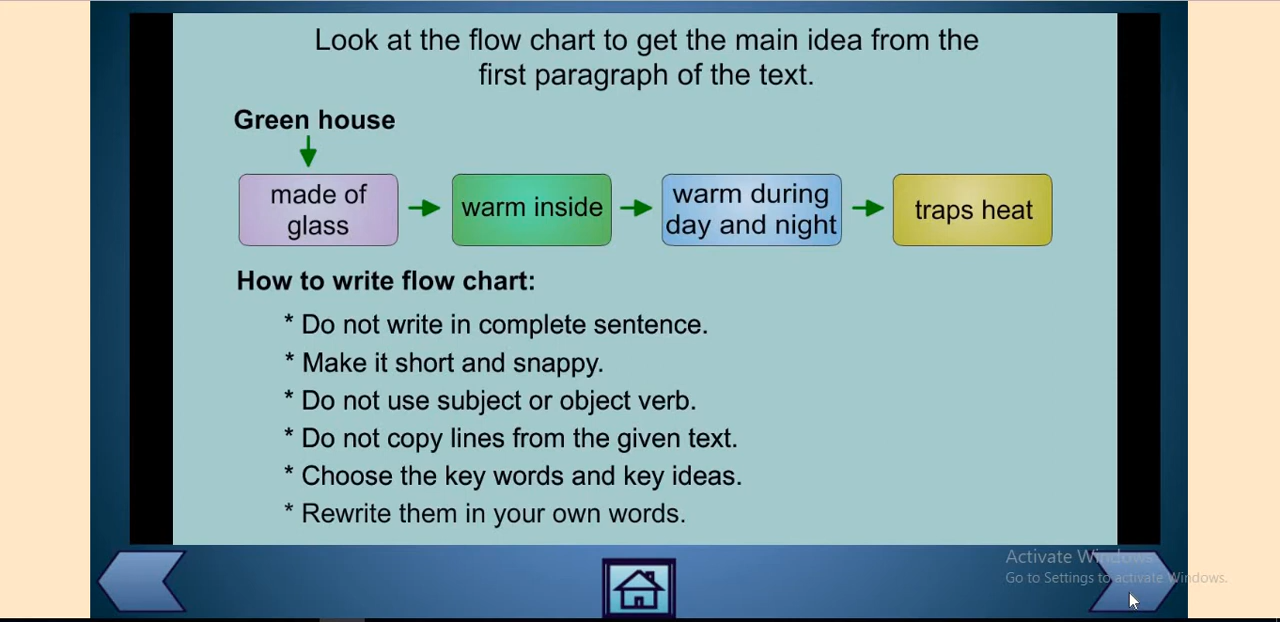 Look at the flow chart to get the main idea from the
first paragraph of the text.
Green house
made of
glass
warm inside
warm during
day and night
traps heat
How to write flow chart:
* Do not write in complete sentence.
* Make it short and snappy.
* Do not use subject or object verb.
* Do not copy lines from the given text.
* Choose the key words and key ideas.
* Rewrite them in your own words.
Activate Windows
Go to Settings to activate Windows.